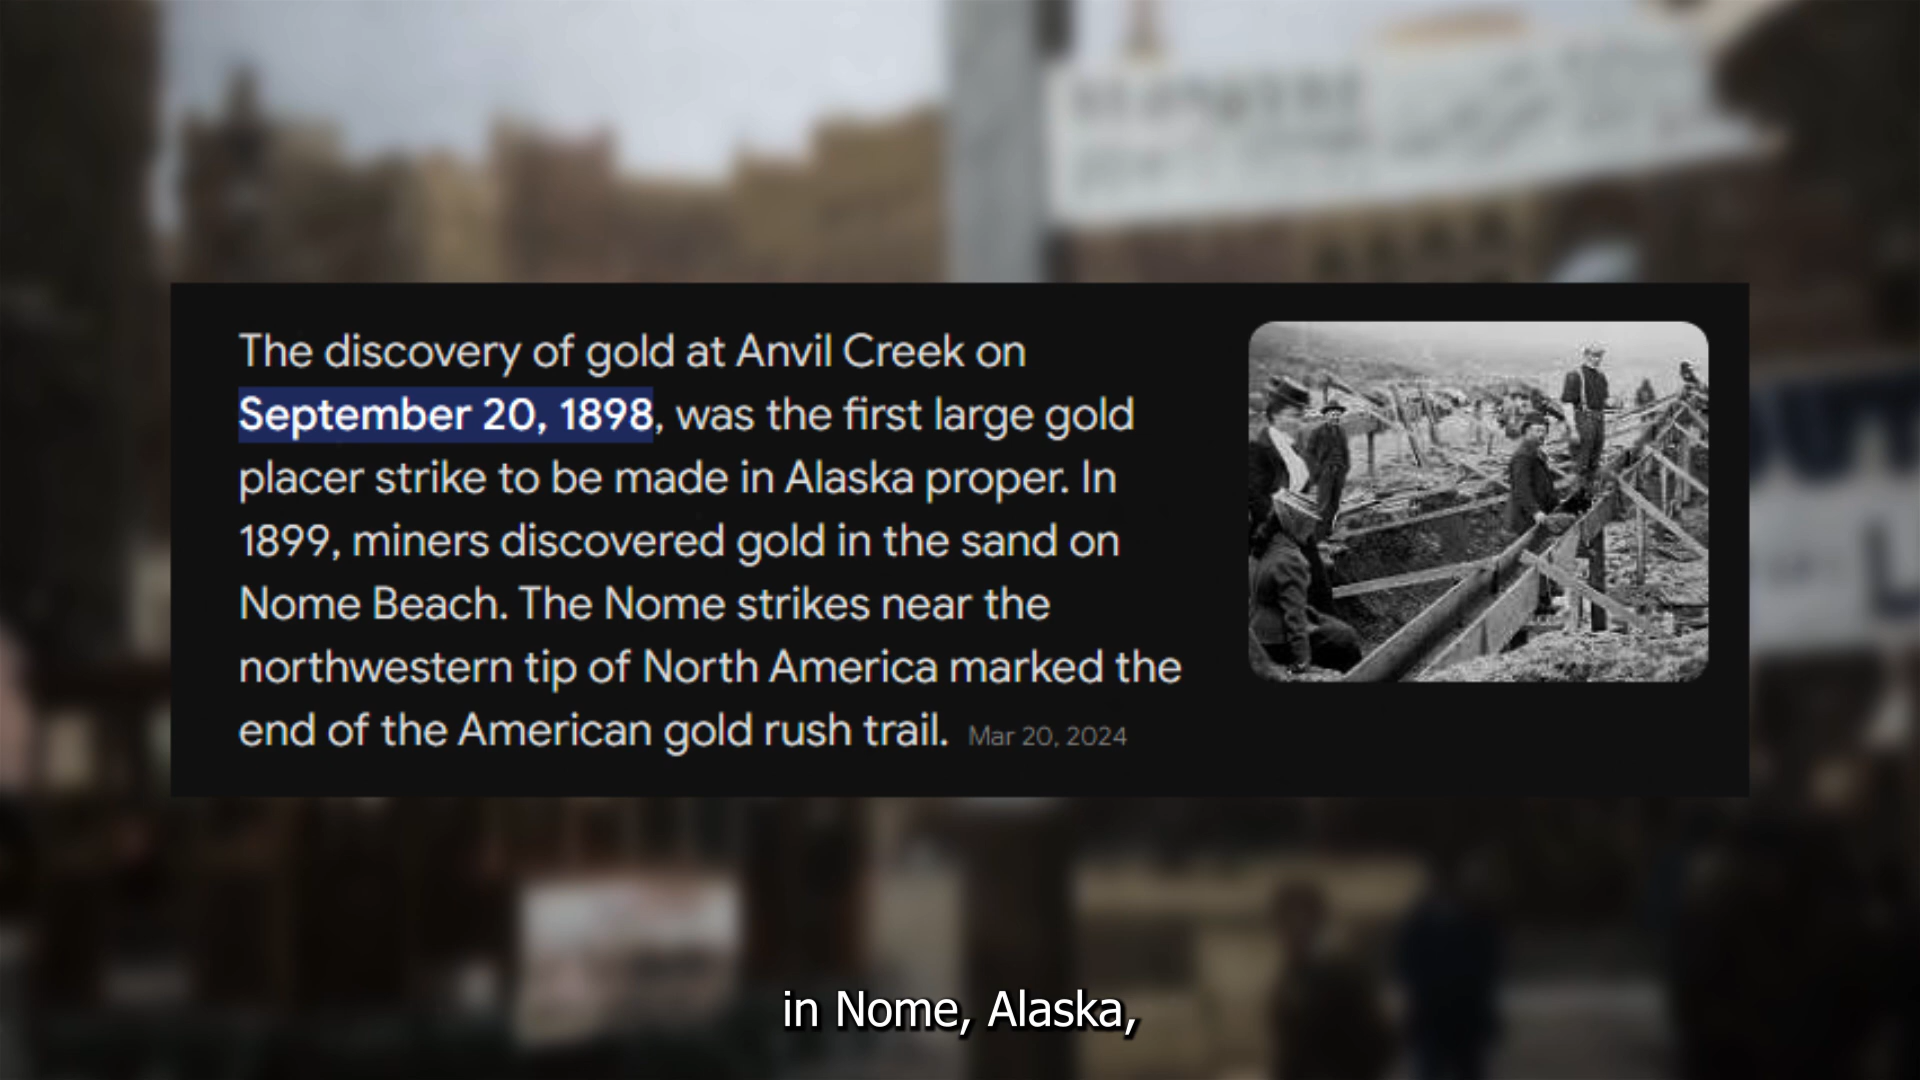 The discovery of gold at Anvil Creek on
September 20, 1898, was the first large gold
placer strike to be made in Alaska proper. In
1899, miners discovered gold in the sand on
Nome Beach. The Nome strikes near the
northwestern tip of North America marked the
end of the American gold rush trail. Mar 20, 2024
in Nome, Alaska,